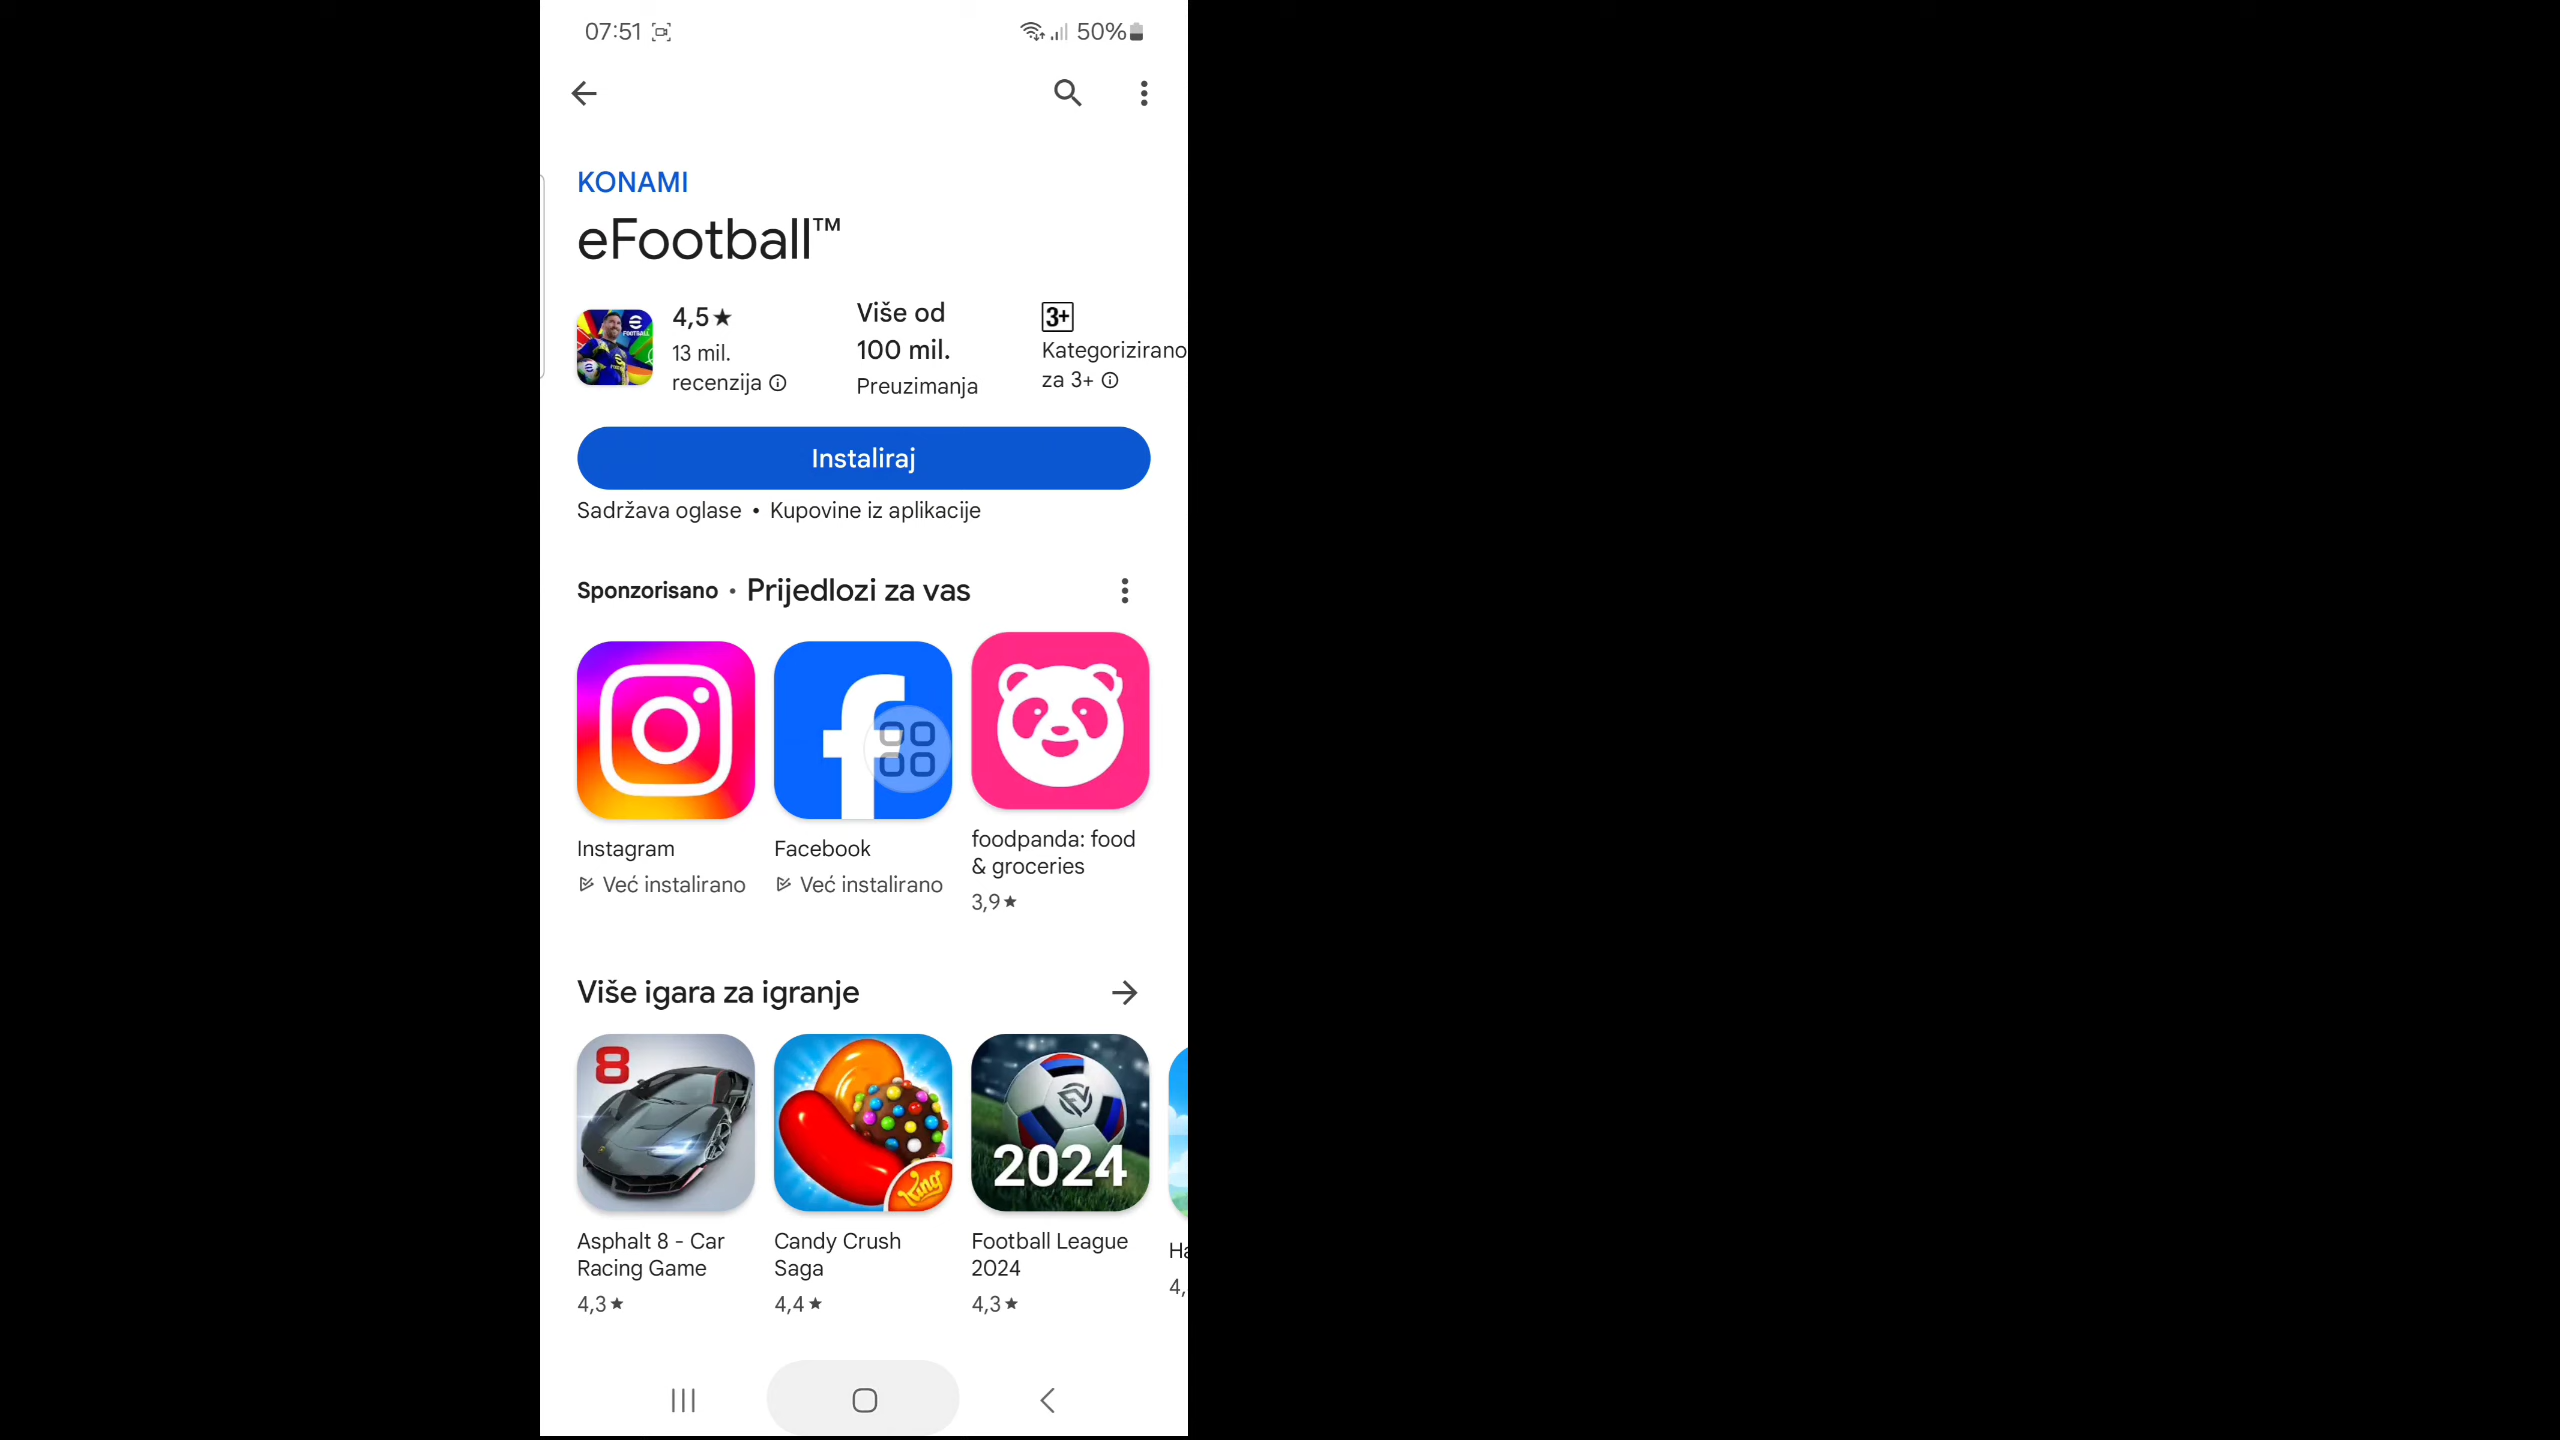 07:51 50%
KONAMI
eFootball™
4,5★
13 mil.
recenzija
Više od
100 mil.
Preuzimanja
3+
Kategorizirano
za 3+
Instaliraj
Sadržava oglase • Kupovine iz aplikacije
Sponzorisano • Prijedlozi za vas
Instagram
Već instalirano
Facebook
Već instalirano
foodpanda: food
& groceries
3,9★
Više igara za igranje
8
King
2024
Asphalt 8 - Car
Racing Game
4,3★
Candy Crush
Saga
4,4★
Football League
2024
4,3★
4,